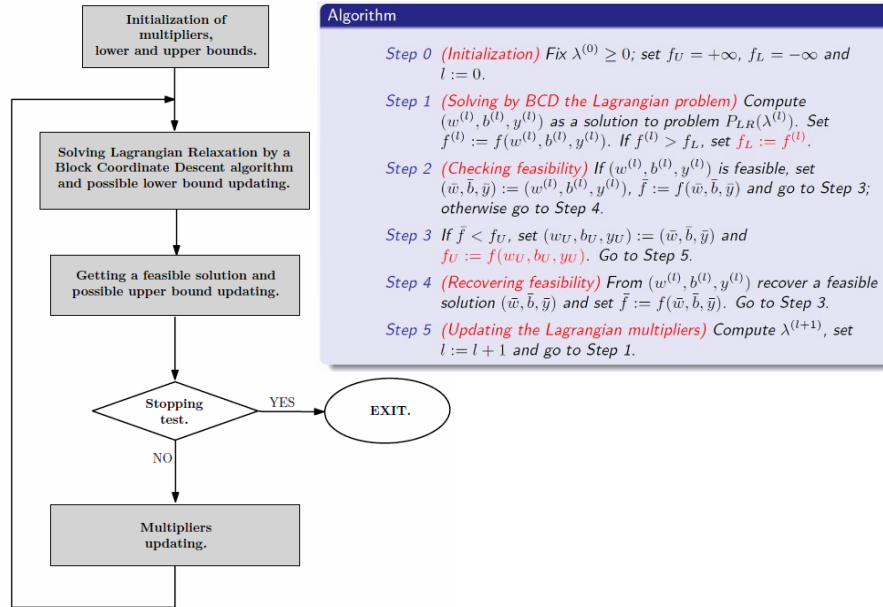 Initialization of
multipliers,
lower and upper bounds.
Solving Lagrangian Relaxation by a
Block Coordinate Descent algorithm
and possible lower bound updating.
Getting a feasible solution and
possible upper bound updating.
Stopping
test.
YES
EXIT.
NO
Multipliers
updating.
Algorithm
Step 0 (Initialization) Fix λ^{(0)} ≥ 0; set f_U = +∞, f_L = −∞ and
l := 0.
Step 1 (Solving by BCD the Lagrangian problem) Compute
(w^{(l)}, b^{(l)}, y^{(l)}) as a solution to problem P_{LR}(λ^{(l)}). Set
f^{(l)} := f(w^{(l)}, b^{(l)}, y^{(l)}). If f^{(l)} > f_L, set f_L := f^{(l)}.
Step 2 (Checking feasibility) If (w^{(l)}, b^{(l)}, y^{(l)}) is feasible, set
(w̄, b̄, ȳ) := (w^{(l)}, b^{(l)}, y^{(l)}), f̄ := f(w̄, b̄, ȳ) and go to Step 3;
otherwise go to Step 4.
Step 3 If f̄ < f_U, set (w_U, b_U, y_U) := (w̄, b̄, ȳ) and
f_U := f(w_U, b_U, y_U). Go to Step 5.
Step 4 (Recovering feasibility) From (w^{(l)}, b^{(l)}, y^{(l)}) recover a feasible
solution (w̄, b̄, ȳ) and set f̄ := f(w̄, b̄, ȳ). Go to Step 3.
Step 5 (Updating the Lagrangian multipliers) Compute λ^{(l+1)}, set
l := l + 1 and go to Step 1.